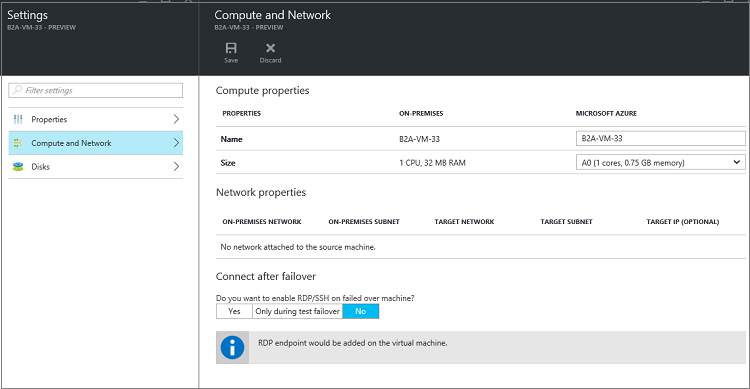 Settings
B2A-VM-33 - PREVIEW
Compute and Network
B2A-VM-33 - PREVIEW
Save Discard
Filter settings
Properties
Compute and Network
Disks
Compute properties
PROPERTIES ON-PREMISES MICROSOFT AZURE
Name B2A-VM-33 B2A-VM-33
Size 1 CPU, 32 MB RAM A0 (1 cores, 0.75 GB memory)
Network properties
ON-PREMISES NETWORK ON-PREMISES SUBNET TARGET NETWORK TARGET SUBNET TARGET IP (OPTIONAL)
No network attached to the source machine.
Connect after failover
Do you want to enable RDP/SSH on failed over machine?
Yes Only during test failover No
RDP endpoint would be added on the virtual machine.